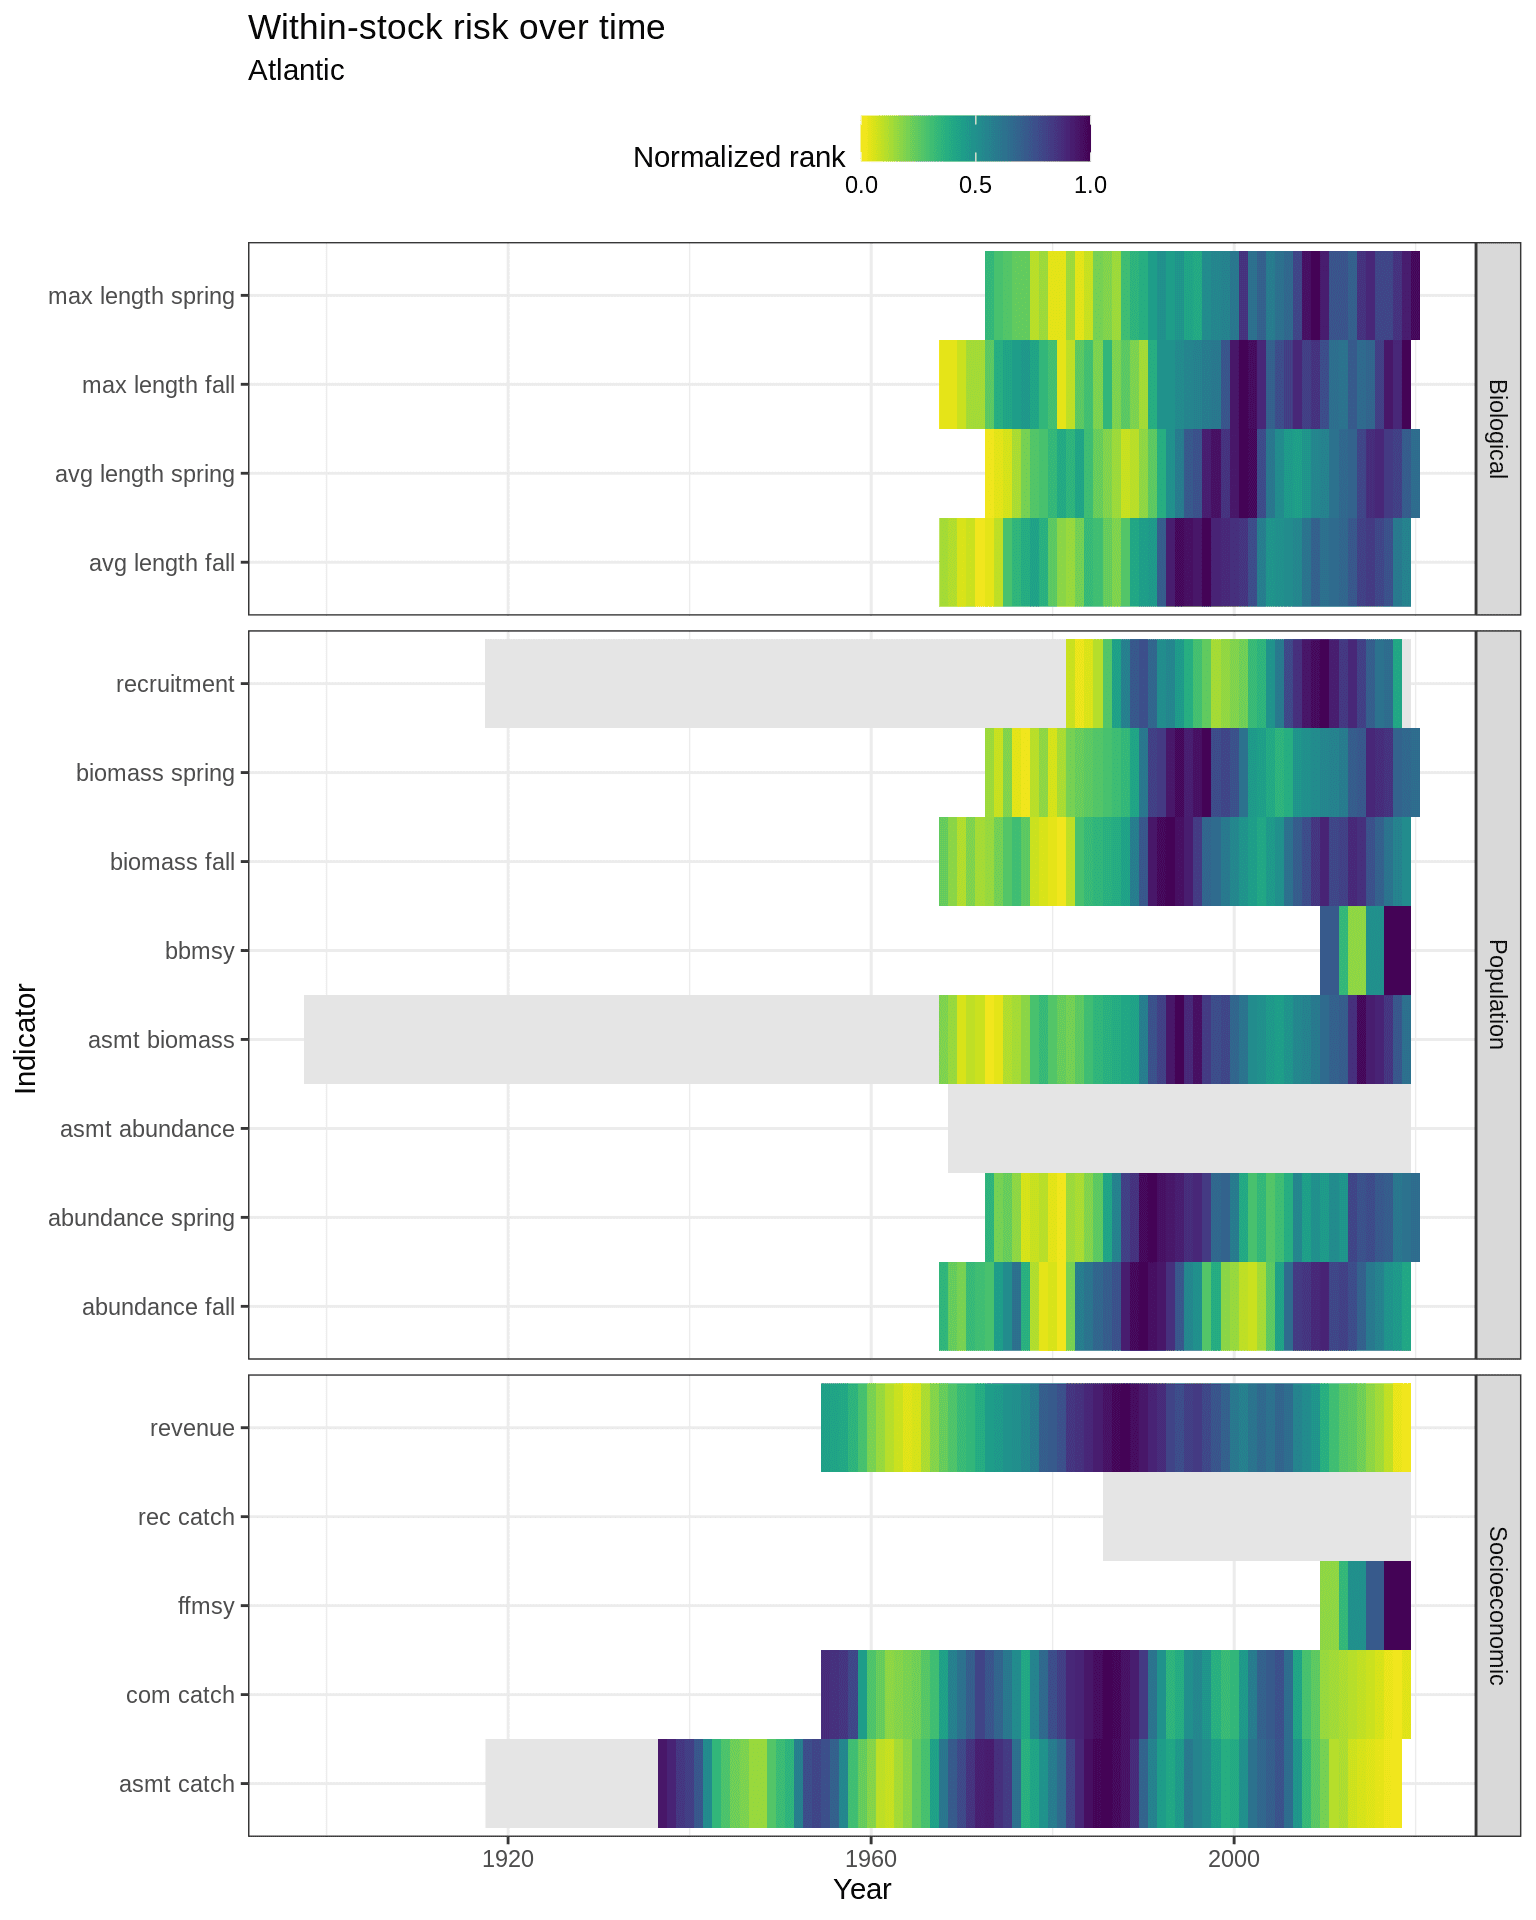 Within-stock risk over time
Atlantic
Normalized rank
0.0 0.5 1.0
max length spring
max length fall
avg length spring
avg length fall
Biological
recruitment
biomass spring
biomass fall
bbmsy
asmt biomass
asmt abundance
abundance spring
abundance fall
Population
revenue
rec catch
ffmsy
com catch
asmt catch
Socioeconomic
Indicator
1920 1960 2000
Year